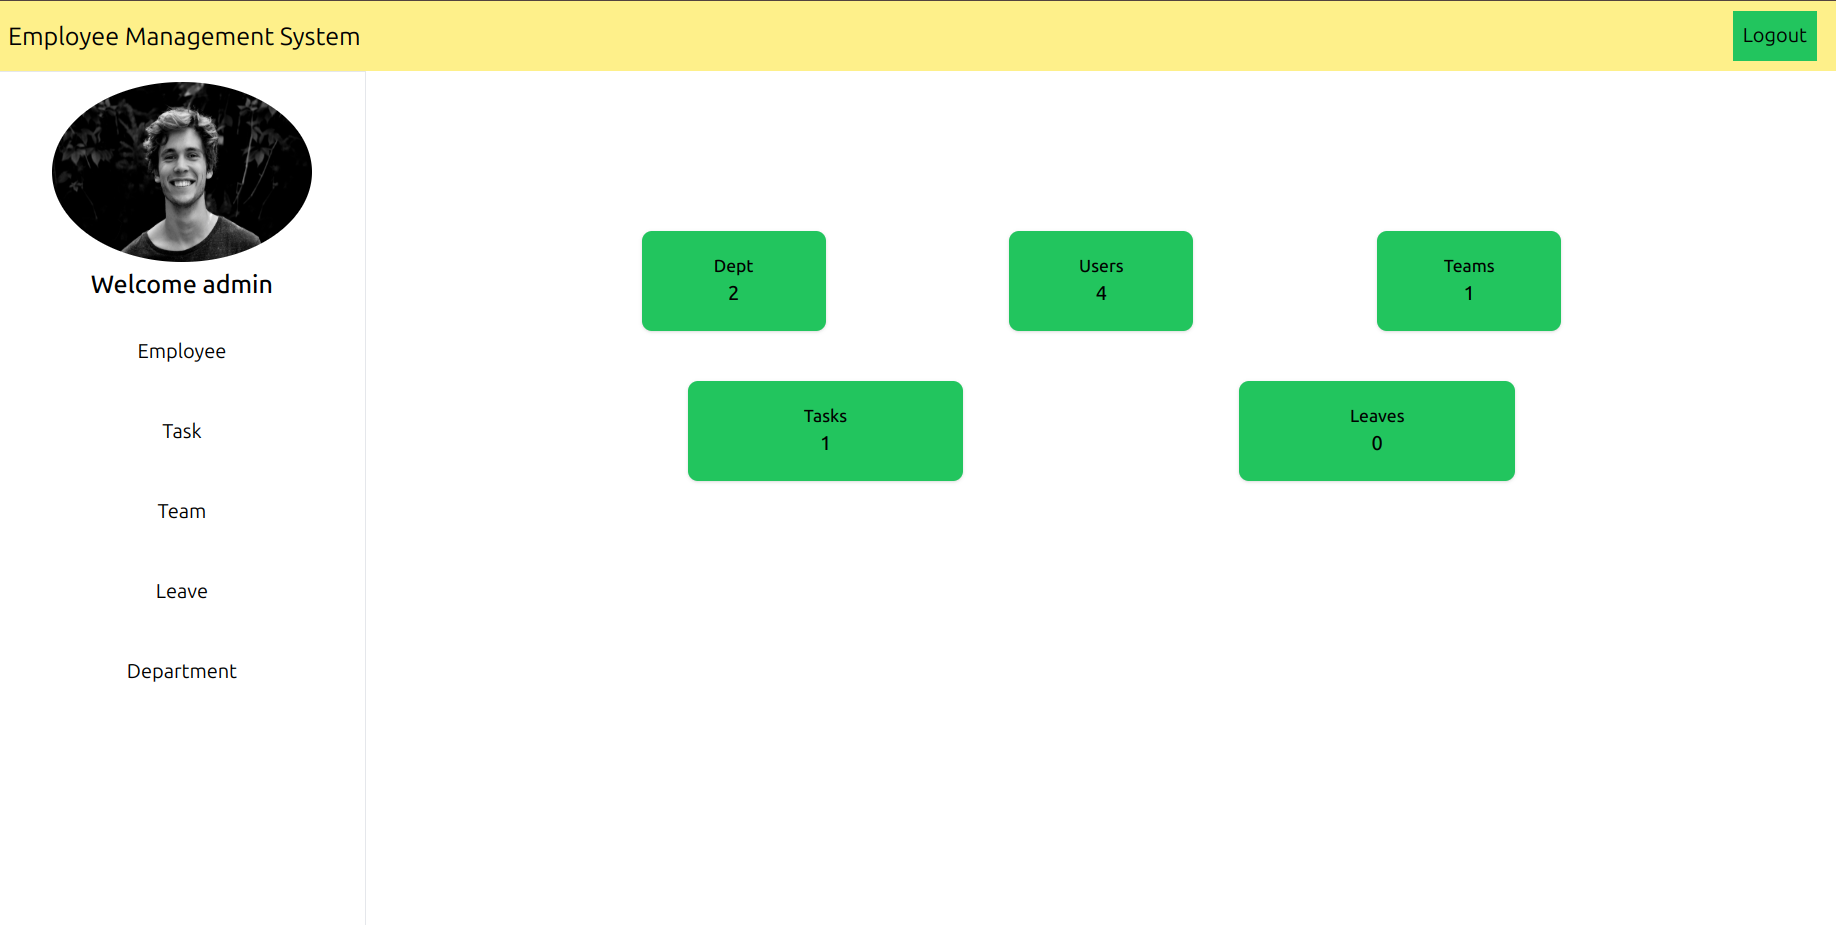 Employee Management System
Logout
Welcome admin
Employee
Task
Team
Leave
Department
Dept
2
Users
4
Teams
1
Tasks
1
Leaves
0